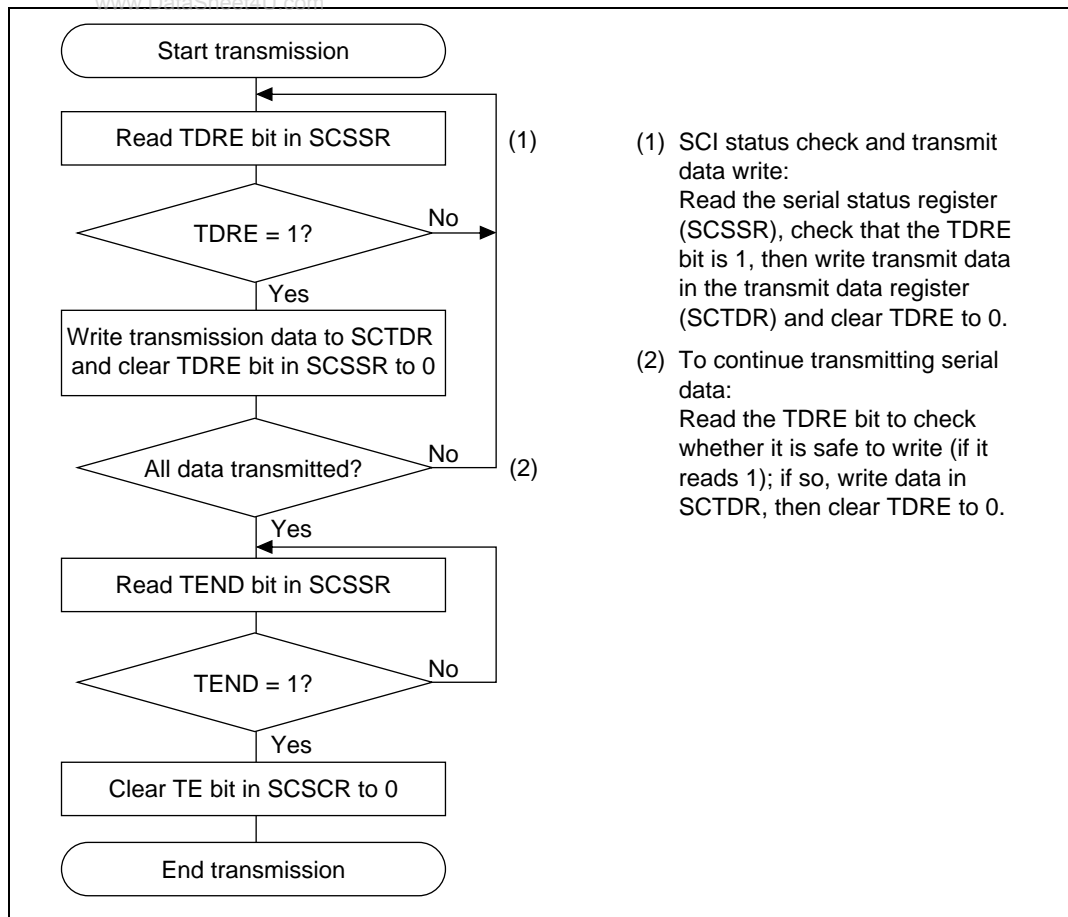 www.DataSheet4U.com
Start transmission
Read TDRE bit in SCSSR
(1)
TDRE = 1?
No
Yes
Write transmission data to SCTDR
and clear TDRE bit in SCSSR to 0
All data transmitted?
No
(2)
Yes
Read TEND bit in SCSSR
TEND = 1?
No
Yes
Clear TE bit in SCSCR to 0
End transmission
(1) SCI status check and transmit
data write:
Read the serial status register
(SCSSR), check that the TDRE
bit is 1, then write transmit data
in the transmit data register
(SCTDR) and clear TDRE to 0.
(2) To continue transmitting serial
data:
Read the TDRE bit to check
whether it is safe to write (if it
reads 1); if so, write data in
SCTDR, then clear TDRE to 0.